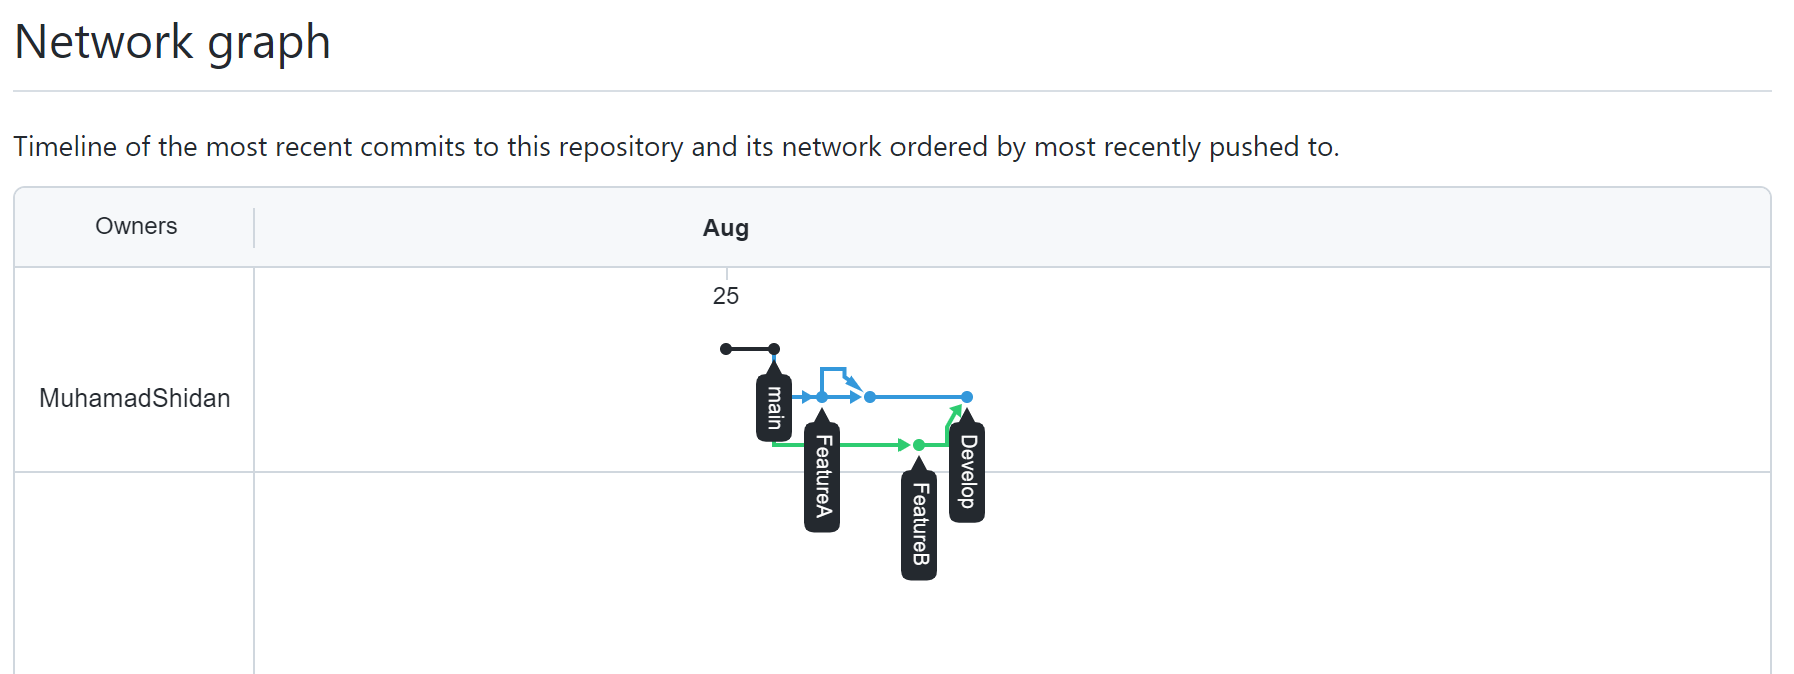 Network graph
Timeline of the most recent commits to this repository and its network ordered by most recently pushed to.
Owners
Aug
25
MuhamadShidan
main
FeatureA
FeatureB
Develop